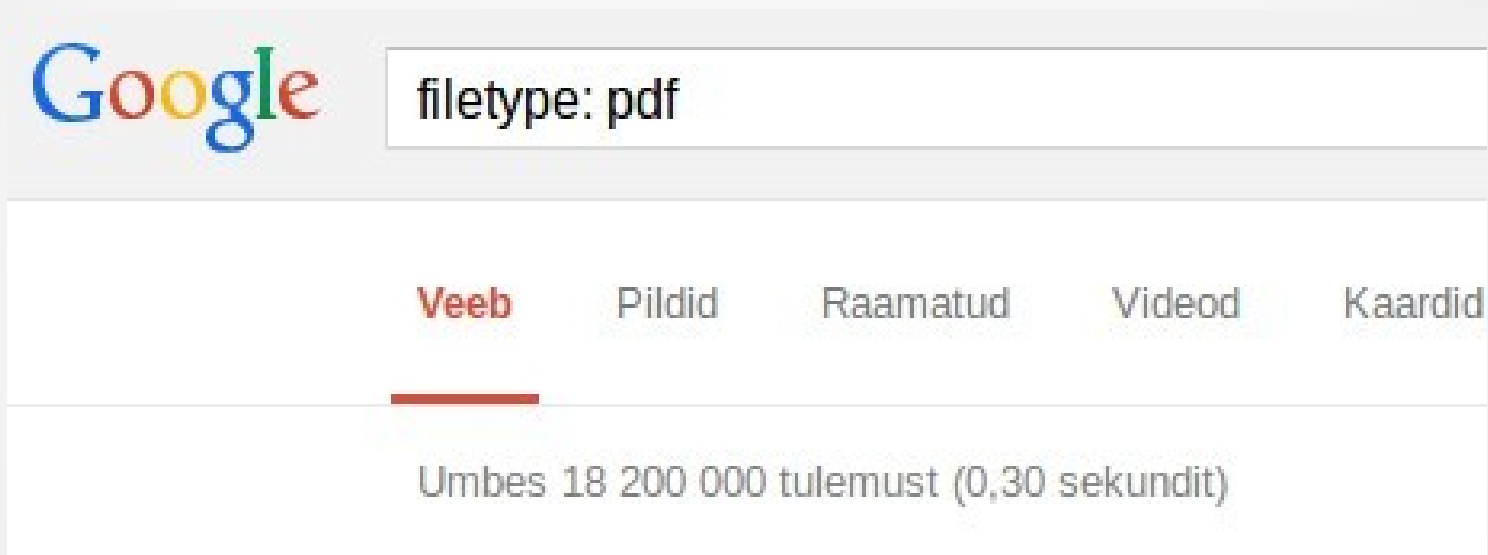 Google
filetype: pdf
Veeb Pildid Raamatud Videod Kaardid
Umbes 18 200 000 tulemust (0,30 sekundit)